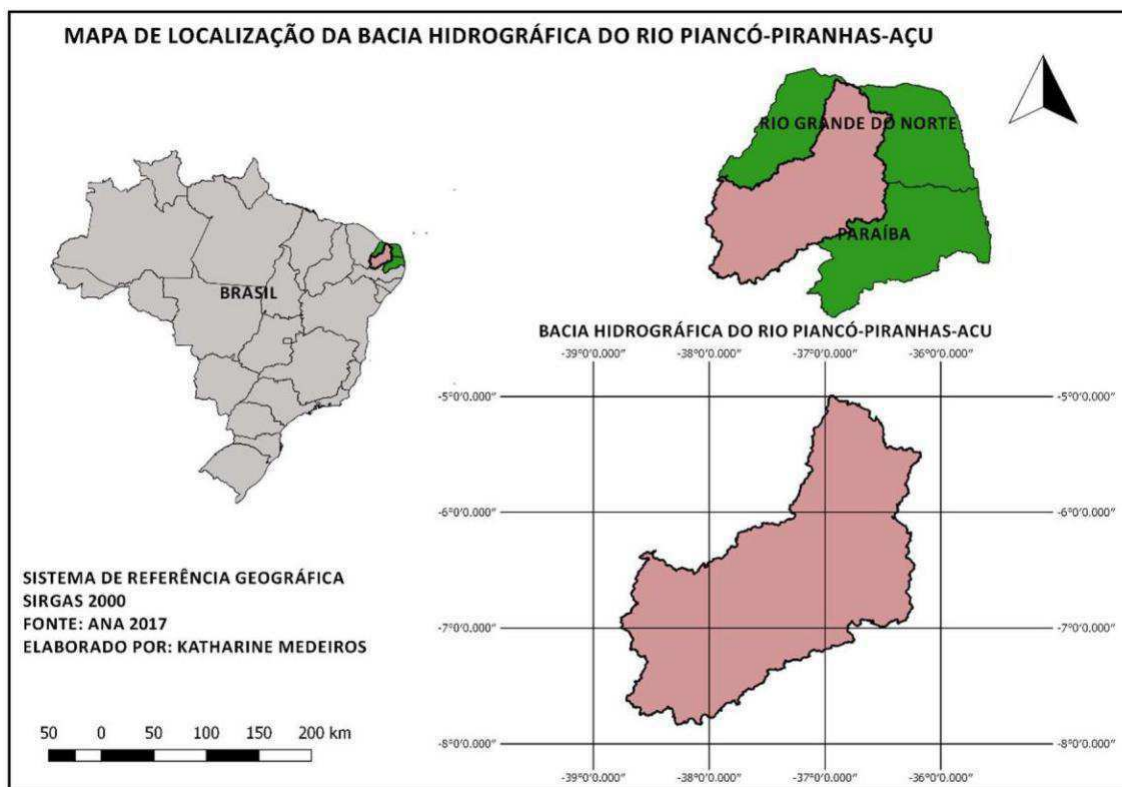 MAPA DE LOCALIZAÇÃO DA BACIA HIDROGRÁFICA DO RIO PIANCÓ-PIRANHAS-AÇU
RIO GRANDE DO NORTE
PARAÍBA
BRASIL
BACIA HIDROGRÁFICA DO RIO PIANCÓ-PIRANHAS-ACU
-39°0'0.000" -38°0'0.000" -37°0'0.000" -36°0'0.000"
-5°0'0.000" -5°0'0.000"
-6°0'0.000" -6°0'0.000"
-7°0'0.000" -7°0'0.000"
-8°0'0.000" -8°0'0.000"
-39°0'0.000" -38°0'0.000" -37°0'0.000" -36°0'0.000"
SISTEMA DE REFERÊNCIA GEOGRÁFICA
SIRGAS 2000
FONTE: ANA 2017
ELABORADO POR: KATHARINE MEDEIROS
50 0 50 100 150 200 km